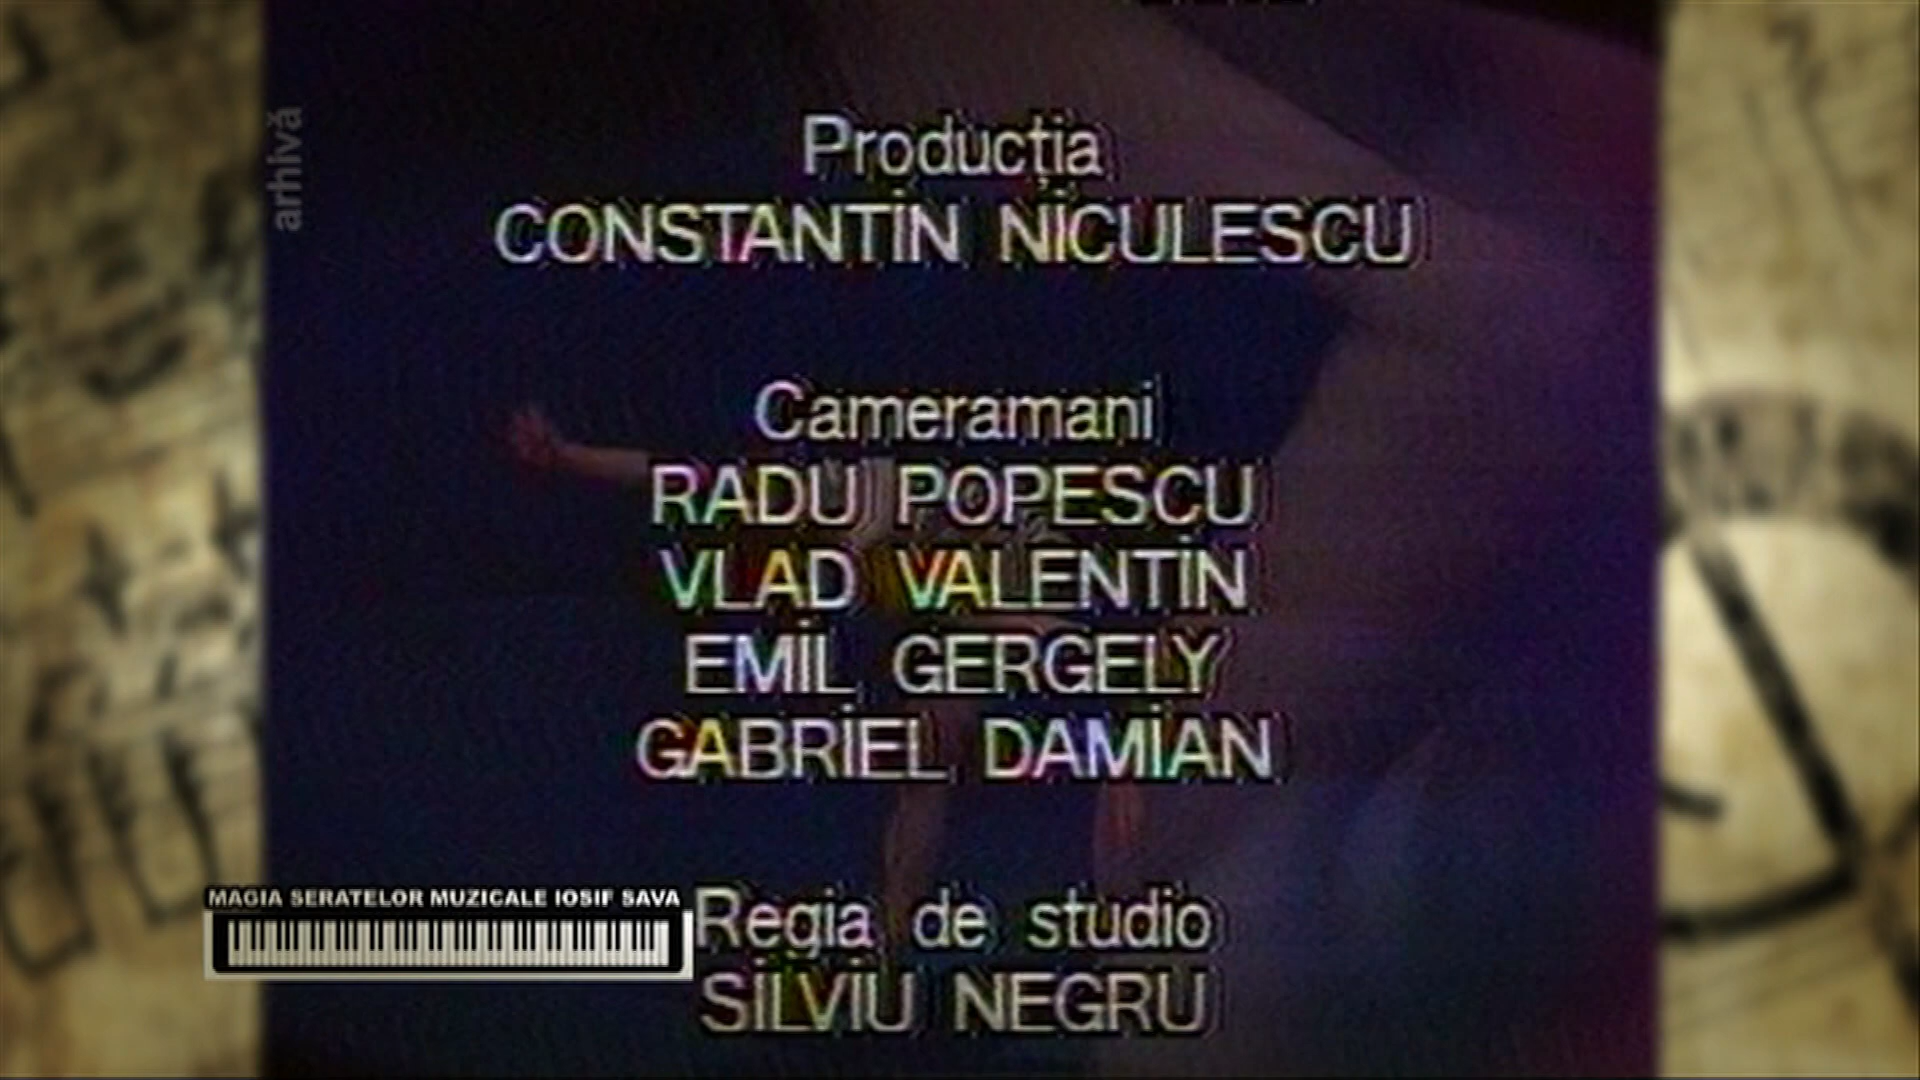 arhivă
Producția
CONSTANTIN NICULESCU
Cameramani
RADU POPESCU
VLAD VALENTIN
EMIL GERGELY
GABRIEL DAMIAN
MAGIA SERATELOR MUZICALE IOSIF SAVA
Regia de studio
SILVIU NEGRU